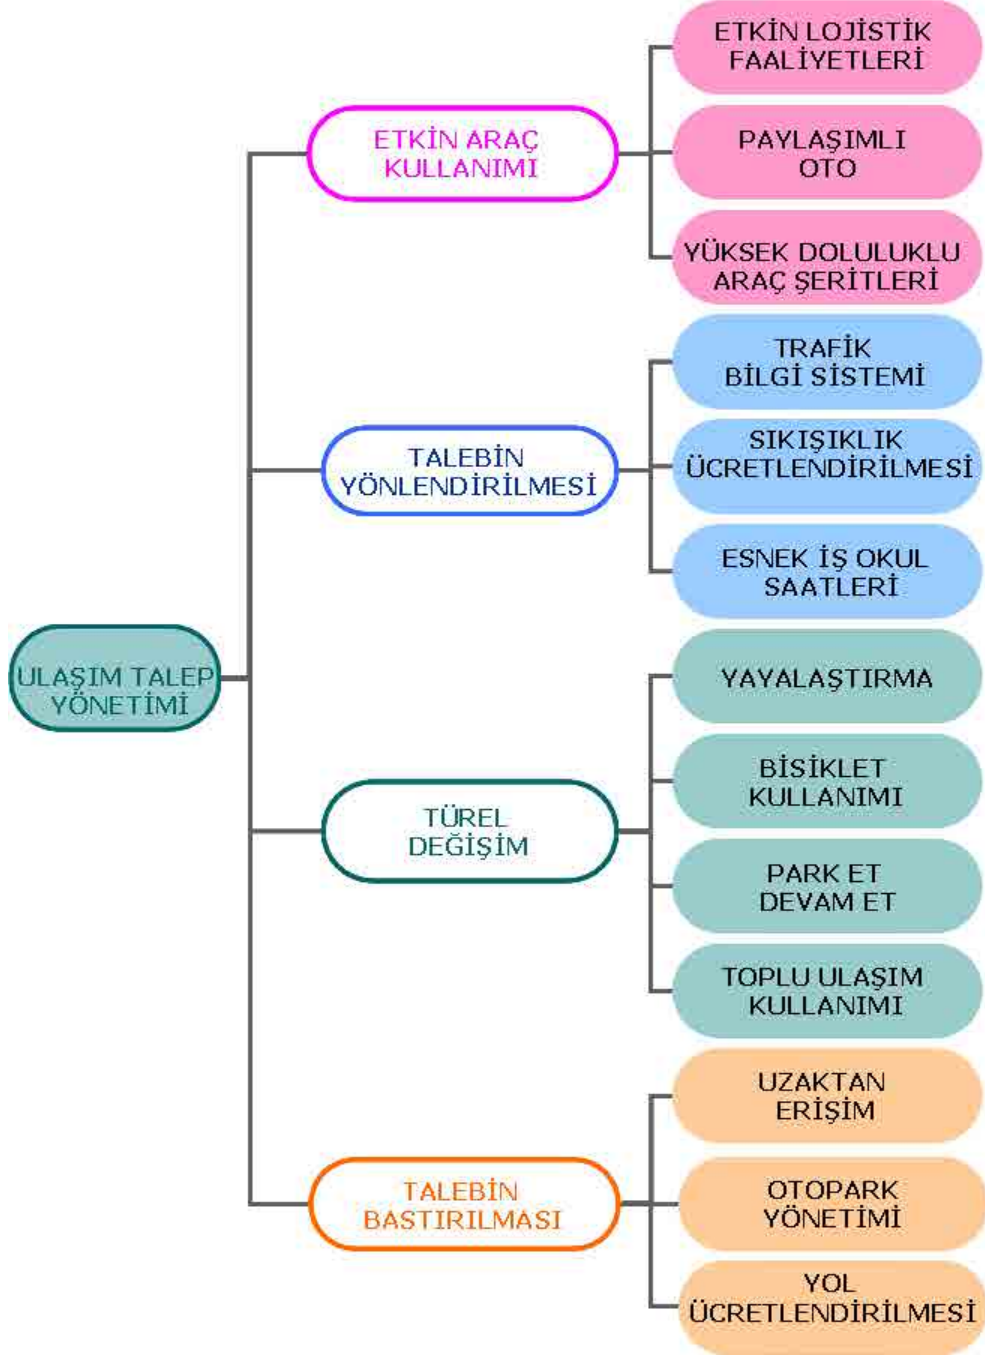 ULAŞIM TALEP
YÖNETİMİ
ETKİN ARAÇ
KULLANIMI
ETKİN LOJİSTİK
FAALİYETLERİ
PAYLAŞIMLI
OTO
YÜKSEK DOLULUKLU
ARAÇ ŞERİTLERİ
TALEBİN
YÖNLENDİRİLMESİ
TRAFİK
BİLGİ SİSTEMİ
SIKIŞIKLIK
ÜCRETLENDİRİLMESİ
ESNEK İŞ OKUL
SAATLERİ
TÜREL
DEĞİŞİM
YAYALAŞTIRMA
BİSİKLET
KULLANIMI
PARK ET
DEVAM ET
TOPLU ULAŞIM
KULLANIMI
TALEBİN
BASTIRILMASI
UZAKTAN
ERİŞİM
OTOPARK
YÖNETİMİ
YOL
ÜCRETLENDİRİLMESİ